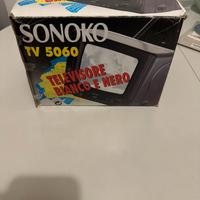 SONOKO
TV 5060
TELEVISORE
BIANCO E NERO